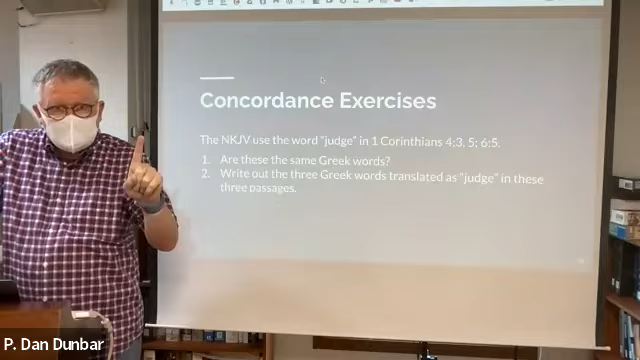 Concordance Exercises
The NKJV use the word "judge" in 1 Corinthians 4:3, 5; 6:5.
1. Are these the same Greek words?
2. Write out the three Greek words translated as "judge" in these
three passages.
P. Dan Dunbar